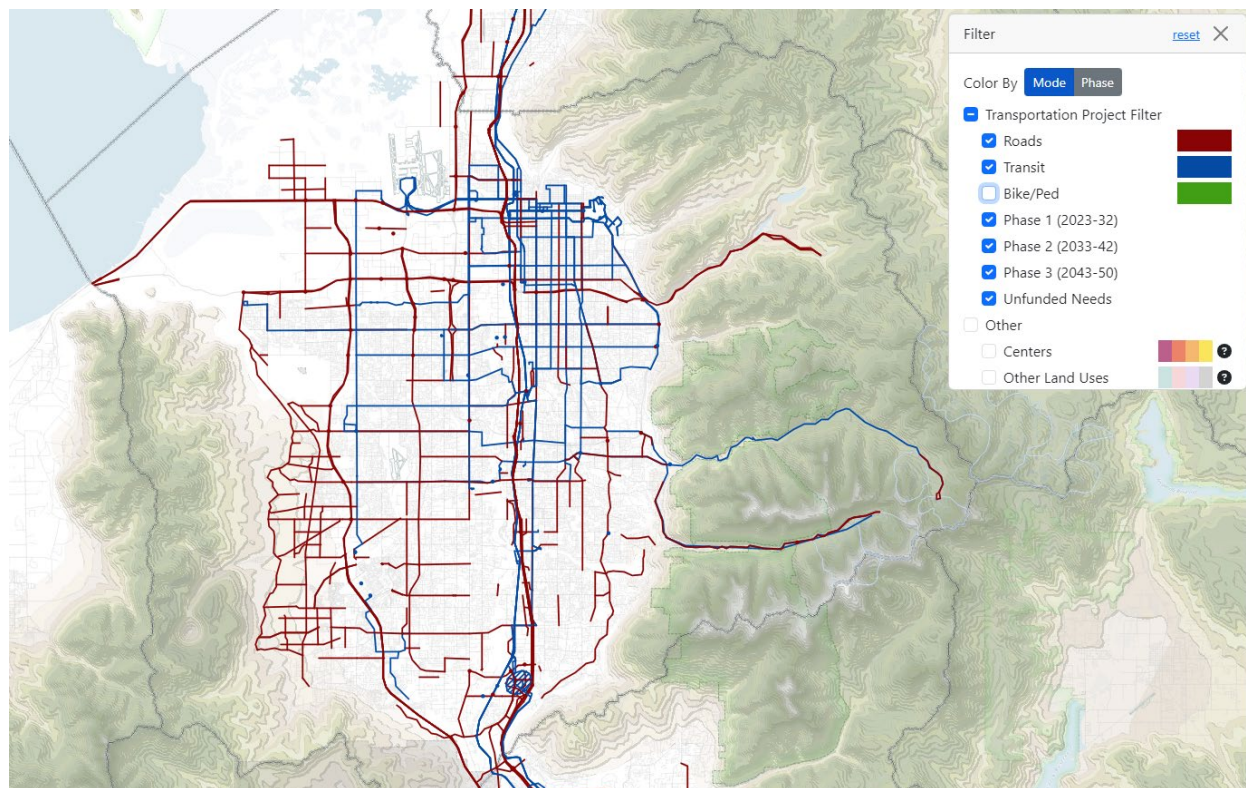 Filter reset
Color By Mode Phase
Transportation Project Filter
Roads
Transit
Bike/Ped
Phase 1 (2023-32)
Phase 2 (2033-42)
Phase 3 (2043-50)
Unfunded Needs
Other
Centers ?
Other Land Uses ?